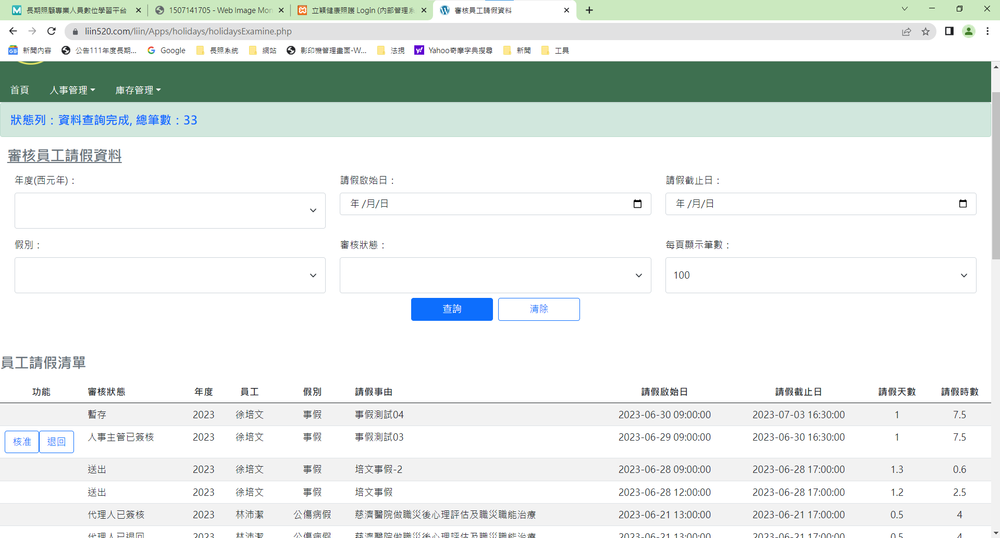 長期照顧專業人員數位學習平台
1507141705 - Web Image Mon
立穎健康照護 Login (內部管理系
審核員工請假資料
liin520.com/liin/Apps/holidays/holidaysExamine.php
新聞內容 公告111年度長期... Google 長照系統 網站 影印機管理畫面-W... 法規 Yahoo奇摩字典搜尋 新聞 工具
首頁 人事管理 庫存管理
狀態列：資料查詢完成, 總筆數：33
審核員工請假資料
年度(西元年)： 請假啟始日： 請假截止日：
年 /月/日 年 /月/日
假別： 審核狀態： 每頁顯示筆數：
100
查詢 清除
員工請假清單
功能 審核狀態 年度 員工 假別 請假事由 請假啟始日 請假截止日 請假天數 請假時數
暫存 2023 徐培文 事假 事假測試04 2023-06-30 09:00:00 2023-07-03 16:30:00 1 7.5
核准 退回 人事主管已簽核 2023 徐培文 事假 事假測試03 2023-06-29 09:00:00 2023-06-30 16:30:00 1 7.5
送出 2023 徐培文 事假 培文事假-2 2023-06-28 09:00:00 2023-06-28 17:00:00 1.3 0.6
送出 2023 徐培文 事假 培文事假 2023-06-28 12:00:00 2023-06-28 17:00:00 1.2 2.5
代理人已簽核 2023 林沛潔 公傷病假 慈濟醫院做職災後心理評估及職災職能治療 2023-06-21 13:00:00 2023-06-21 17:00:00 0.5 4
代理人已退回 2023 林沛潔 公傷病假 慈濟醫院做職災後心理評估及職災職能治療 2023-06-21 13:00:00 2023-06-21 17:00:00 0.5 4